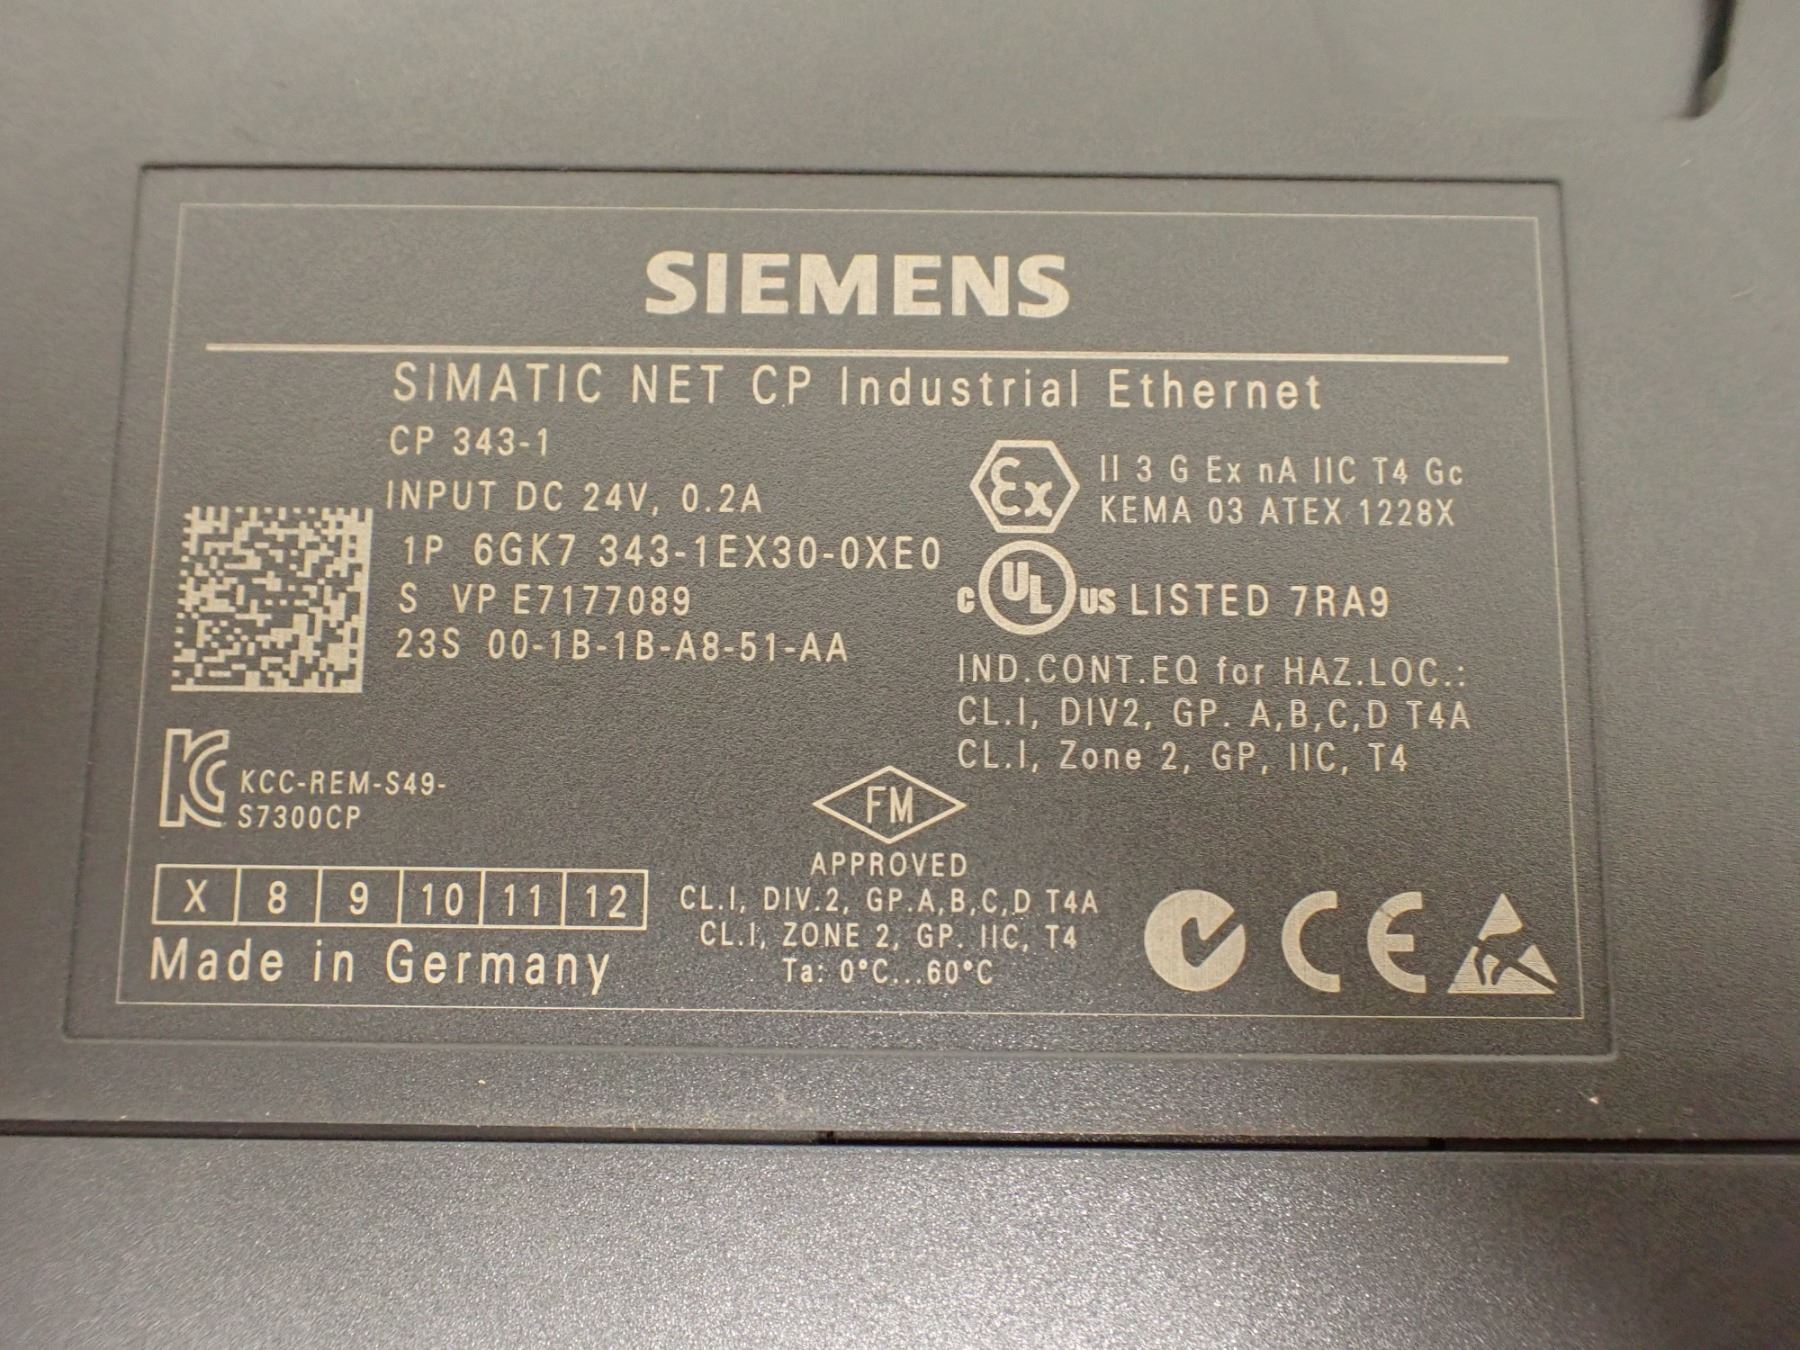 SIEMENS
SIMATIC NET CP Industrial Ethernet
CP 343-1
INPUT DC 24V, 0.2A
1P 6GK7 343-1EX30-0XE0
S VP E7177089
23S 00-1B-1B-A8-51-AA
Ex II 3 G Ex nA IIC T4 Gc
KEMA 03 ATEX 1228X
c UL us LISTED 7RA9
IND.CONT.EQ for HAZ.LOC.:
CL.I, DIV2, GP. A,B,C,D T4A
CL.I, Zone 2, GP, IIC, T4
KC KCC-REM-S49-
S7300CP
FM
APPROVED
CL.I, DIV.2, GP.A,B,C,D T4A
CL.I, ZONE 2, GP. IIC, T4
Ta: 0°C...60°C
X 8 9 10 11 12
Made in Germany
CE